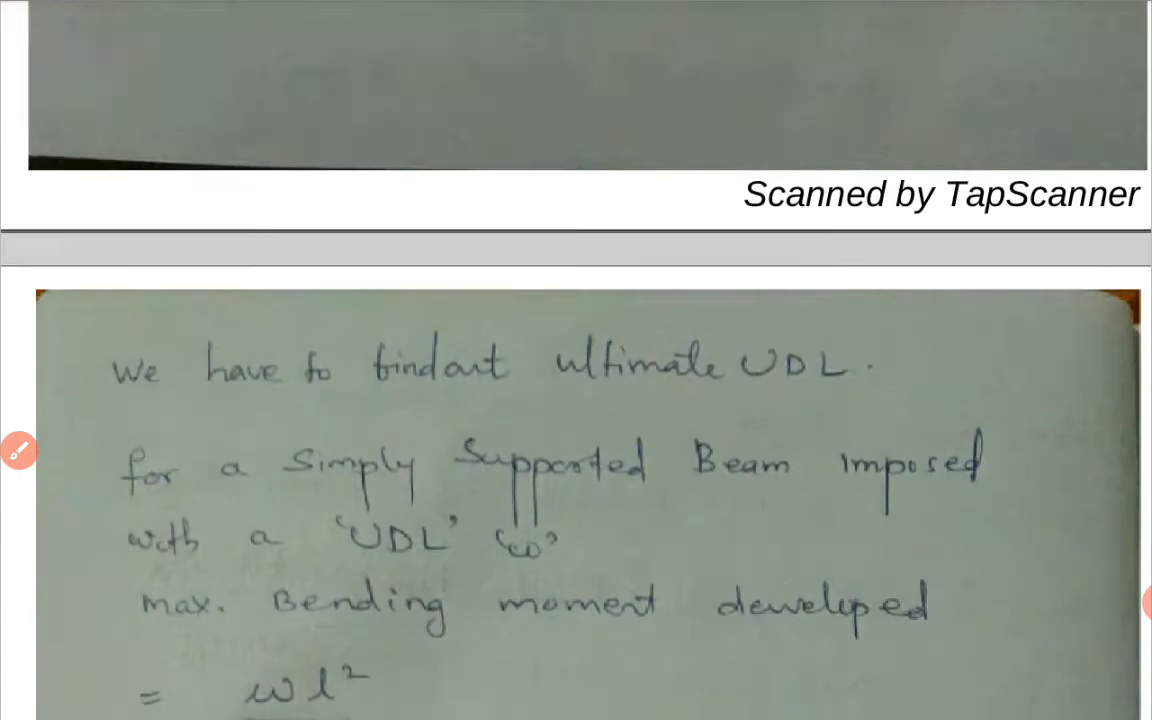 Scanned by TapScanner
We have to findout ultimate UDL.
for a Simply Supported Beam imposed
with a 'UDL' 'ω'
max. Bending moment deweloped
= ωl²